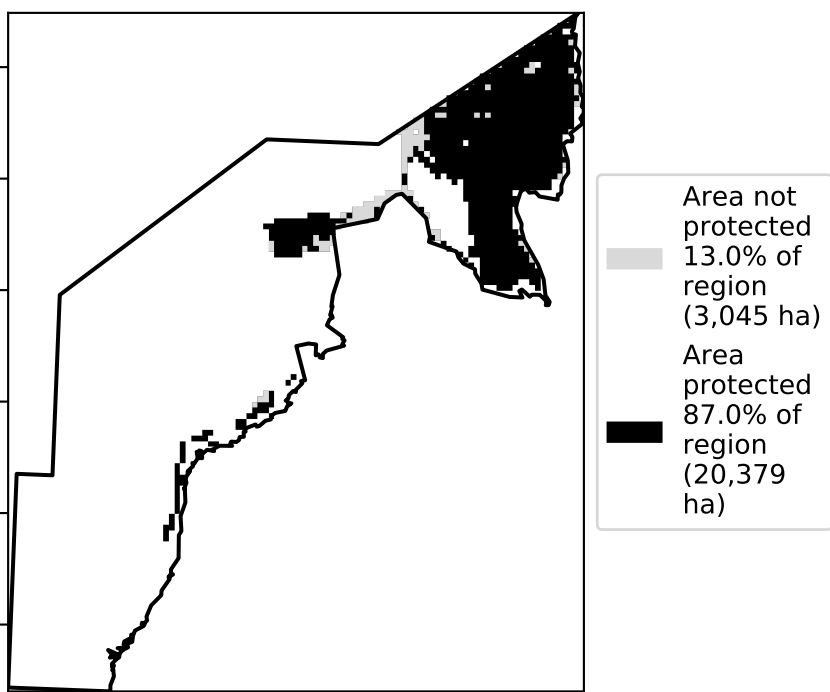 Area not
protected
13.0% of
region
(3,045 ha)
Area
protected
87.0% of
region
(20,379
ha)